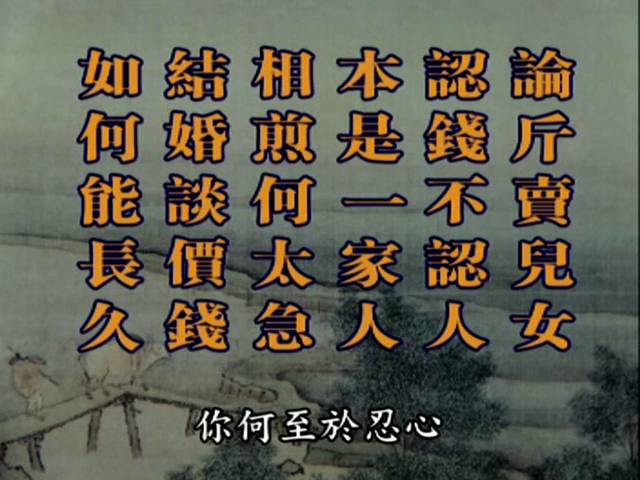 論斤賣兒女
認錢不認人
本是一家人
相煎何太急
結婚談價錢
如何能長久
你何至於忍心